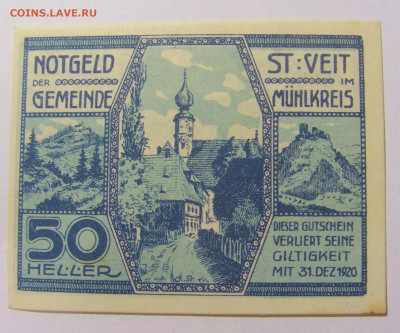 COINS.LAVE.RU
NOTGELD
DER
GEMEINDE
ST: VEIT
IM
MÜHLKREIS
50
HELLER
DIESER GUTSCHEIN
VERLIERT SEINE
GILTIGKEIT
MIT 31. DEZ 1920